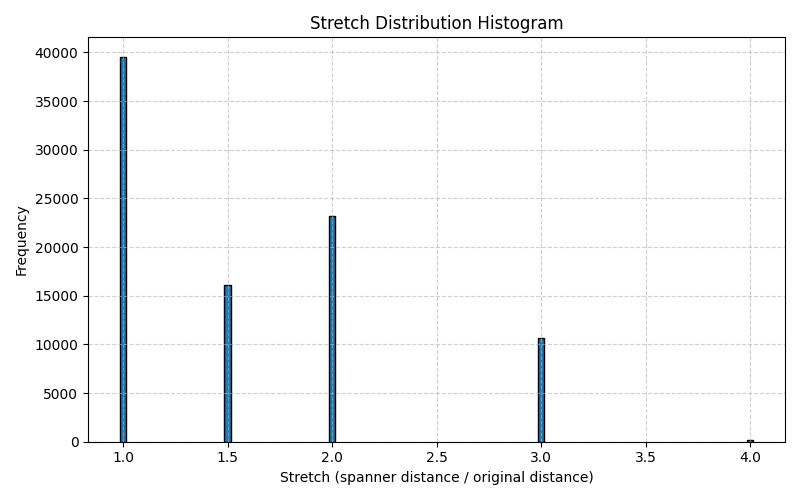 Stretch Distribution Histogram
Frequency
40000
35000
30000
25000
20000
15000
10000
5000
0
1.0 1.5 2.0 2.5 3.0 3.5 4.0
Stretch (spanner distance / original distance)